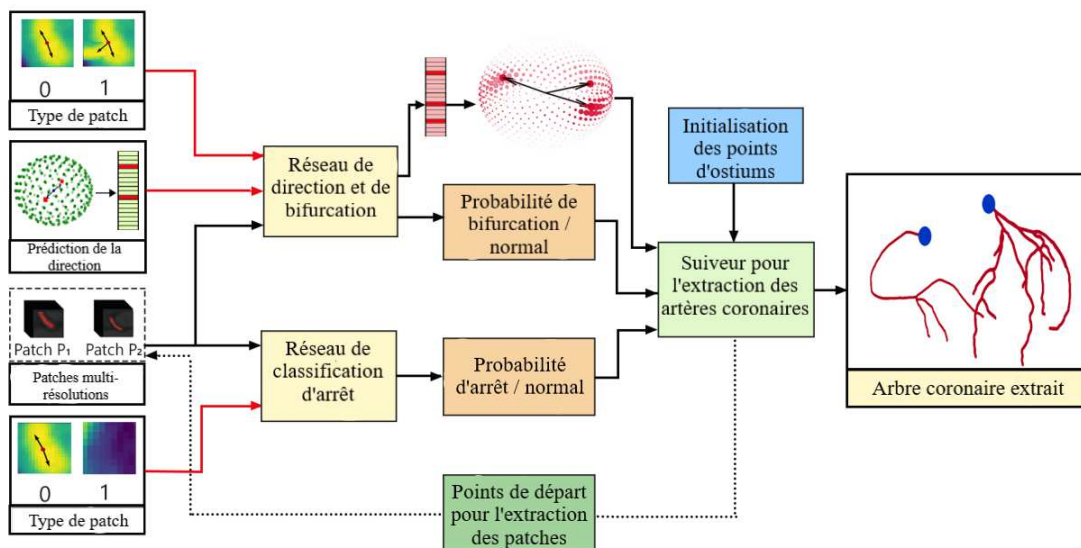 0 1
Type de patch
Prédiction de la
direction
Patch P₁ Patch P₂
Patches multi-
résolutions
0 1
Type de patch
Réseau de
direction et de
bifurcation
Réseau de
classification
d'arrêt
Probabilité de
bifurcation /
normal
Probabilité
d'arrêt / normal
Points de départ
pour l'extraction
des patches
Initialisation
des points
d'ostiums
Suiveur pour
l'extraction des
artères coronaires
Arbre coronaire extrait